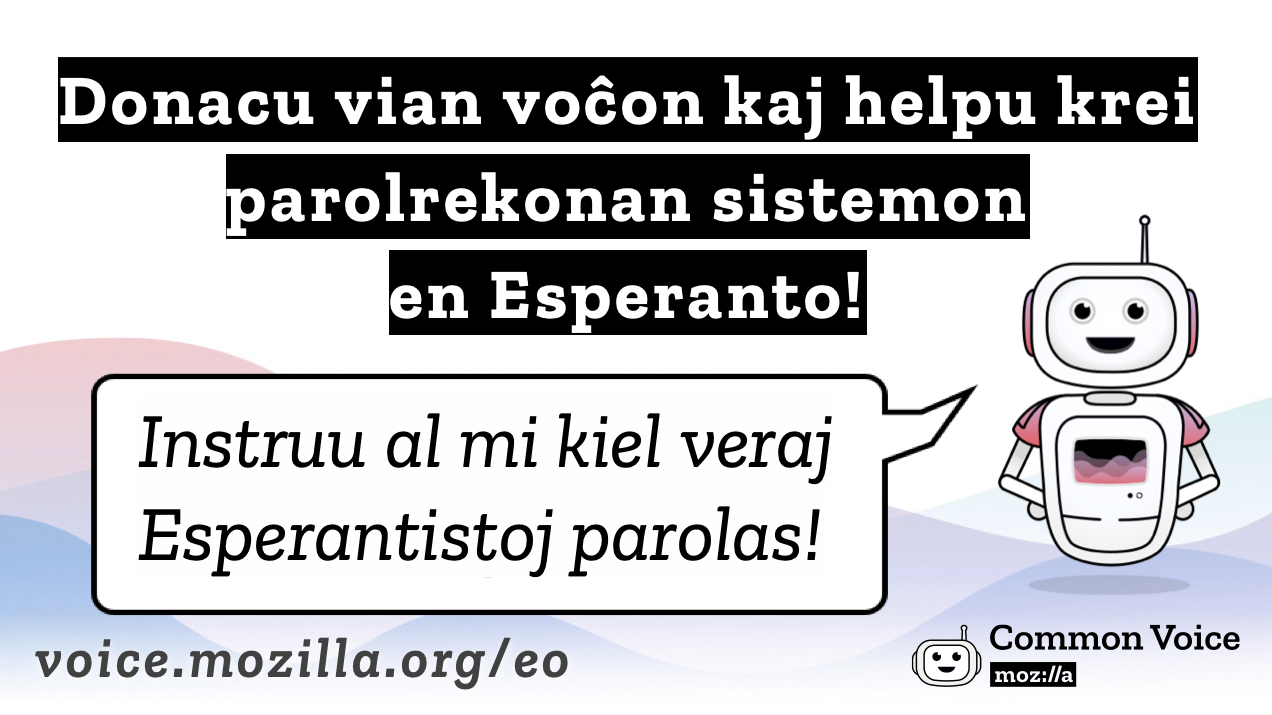 Donacu vian voĉon kaj helpu krei
parolrekonan sistemon
en Esperanto!
Instruu al mi kiel veraj
Esperantistoj parolas!
voice.mozilla.org/eo
Common Voice
moz://a